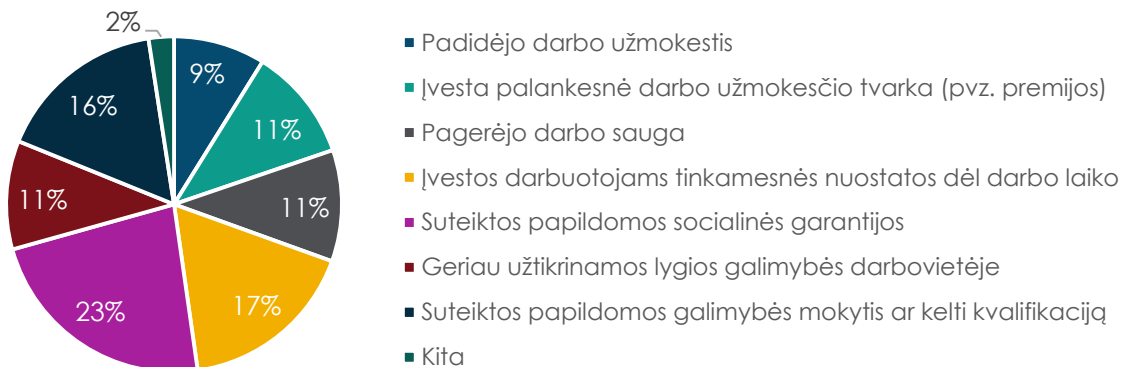 2%
9%
11%
11%
17%
23%
11%
16%
Padidėjo darbo užmokestis
Įvesta palankesnė darbo užmokesčio tvarka (pvz. premijos)
Pagerėjo darbo sauga
Įvestos darbuotojams tinkamesnės nuostatos dėl darbo laiko
Suteiktos papildomos socialinės garantijos
Geriau užtikrinamos lygios galimybės darbovietėje
Suteiktos papildomos galimybės mokytis ar kelti kvalifikaciją
Kita